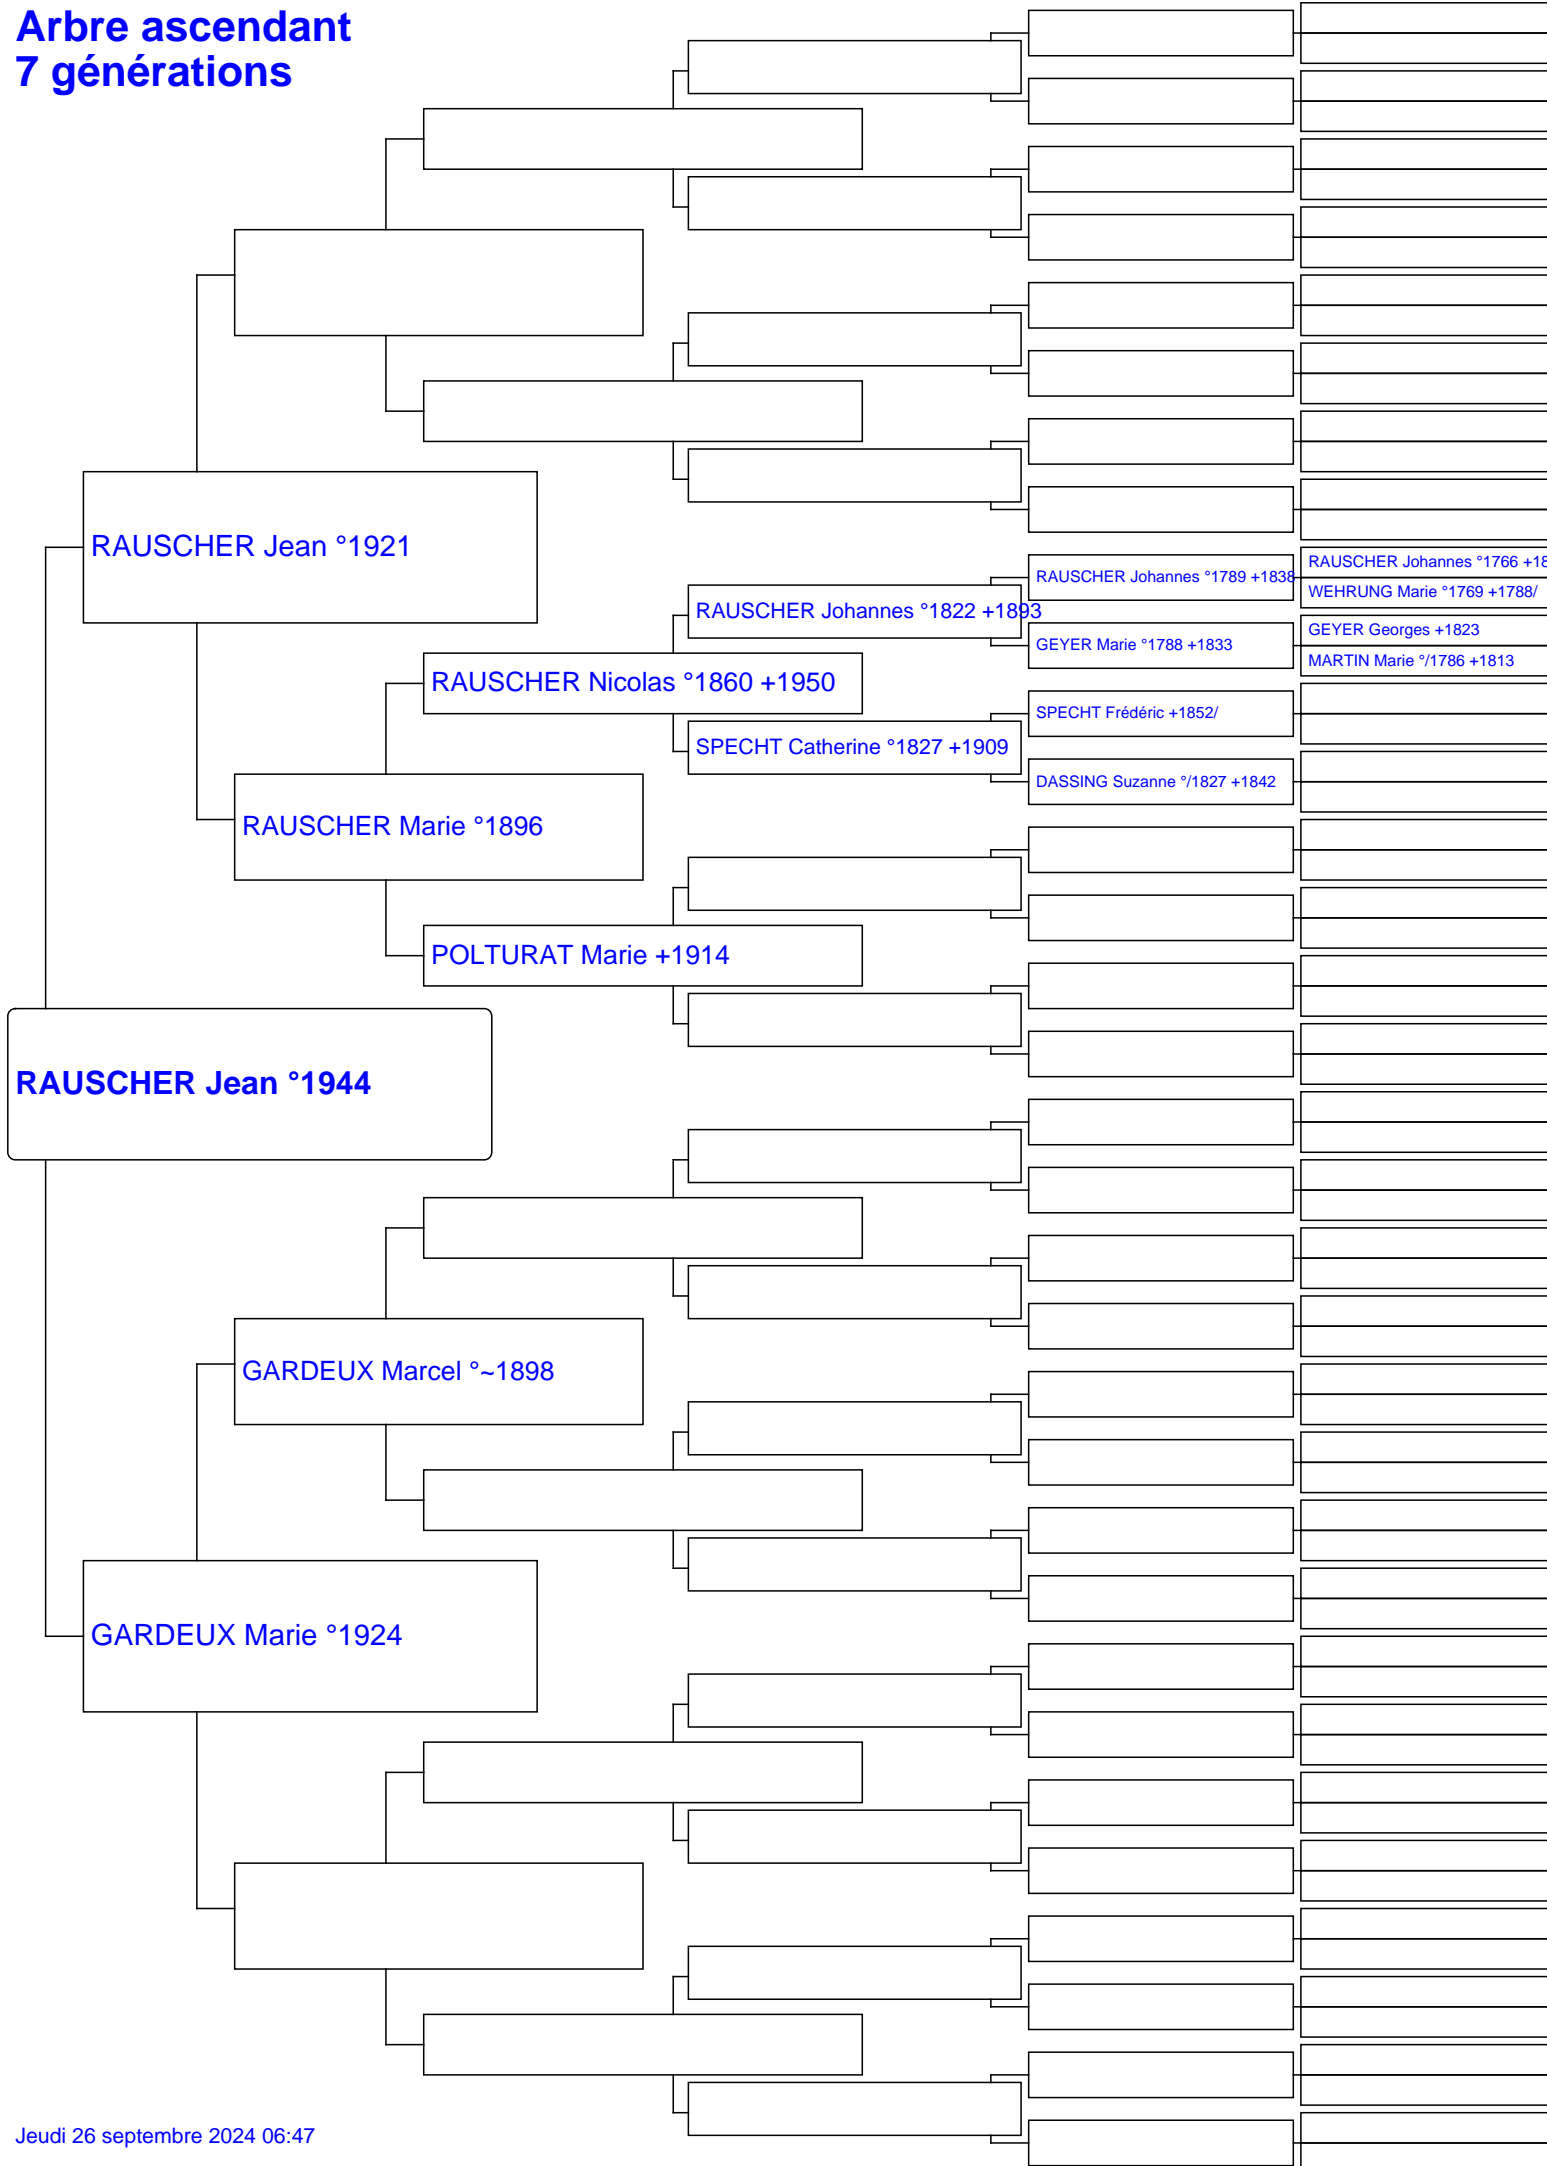 Arbre ascendant
7 générations
RAUSCHER Jean °1921
RAUSCHER Johannes °1789 +1838
RAUSCHER Johannes °1766 +18
WEHRUNG Marie °1769 +1788/
RAUSCHER Johannes °1822 +1893
GEYER Marie °1788 +1833
GEYER Georges +1823
MARTIN Marie °/1786 +1813
RAUSCHER Nicolas °1860 +1950
SPECHT Frédéric +1852/
SPECHT Catherine °1827 +1909
DASSING Suzanne °/1827 +1842
RAUSCHER Marie °1896
POLTURAT Marie +1914
RAUSCHER Jean °1944
GARDEUX Marcel °~1898
GARDEUX Marie °1924
Jeudi 26 septembre 2024 06:47